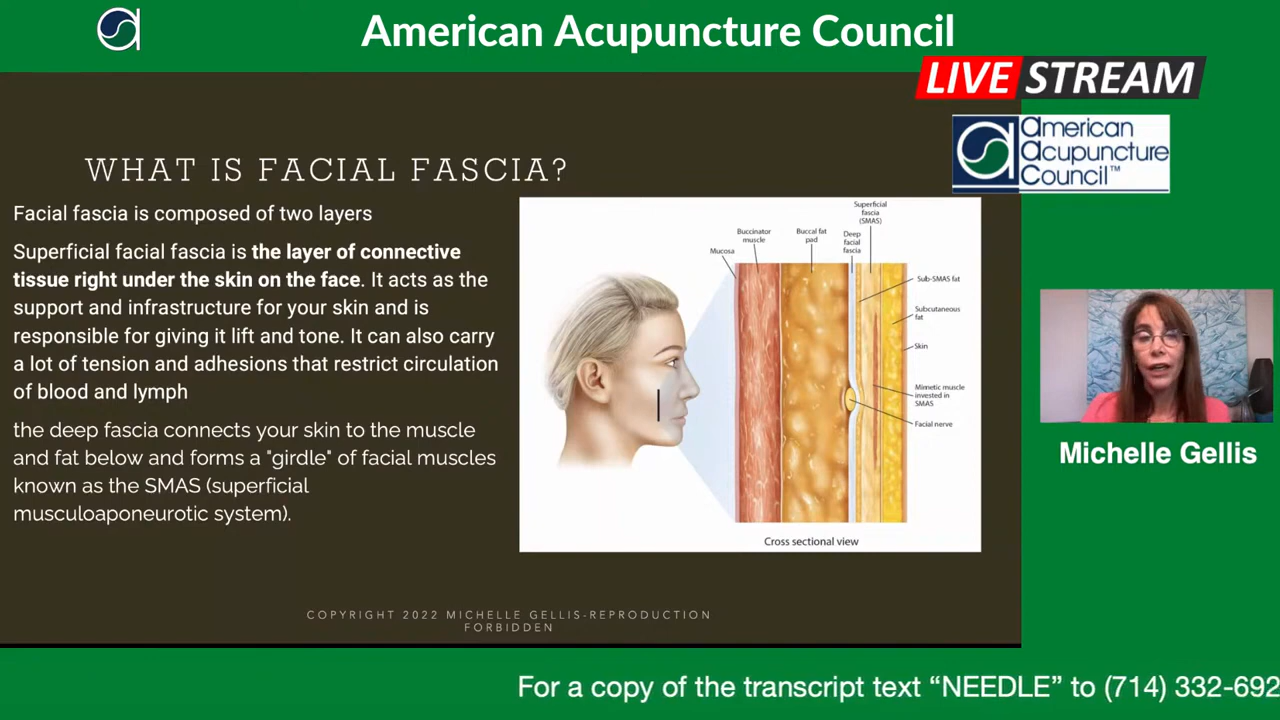 American Acupuncture Council
LIVE STREAM
american
acupuncture
Council™
WHAT IS FACIAL FASCIA?
Facial fascia is composed of two layers
Superficial facial fascia is the layer of connective
tissue right under the skin on the face. It acts as the
support and infrastructure for your skin and is
responsible for giving it lift and tone. It can also carry
a lot of tension and adhesions that restrict circulation
of blood and lymph
the deep fascia connects your skin to the muscle
and fat below and forms a "girdle" of facial muscles
known as the SMAS (superficial
musculoaponeurotic system).
Mucosa
Buccinator
muscle
Buccal fat
pad
Deep
facial
fascia
Superficial
fascia
(SMAS)
Sub-SMAS fat
Subcutaneous
fat
Skin
Mimetic muscle
invested in
SMAS
Facial nerve
Cross sectional view
Michelle Gellis
COPYRIGHT 2022 MICHELLE GELLIS-REPRODUCTION
FORBIDDEN
For a copy of the transcript text “NEEDLE” to (714) 332-692